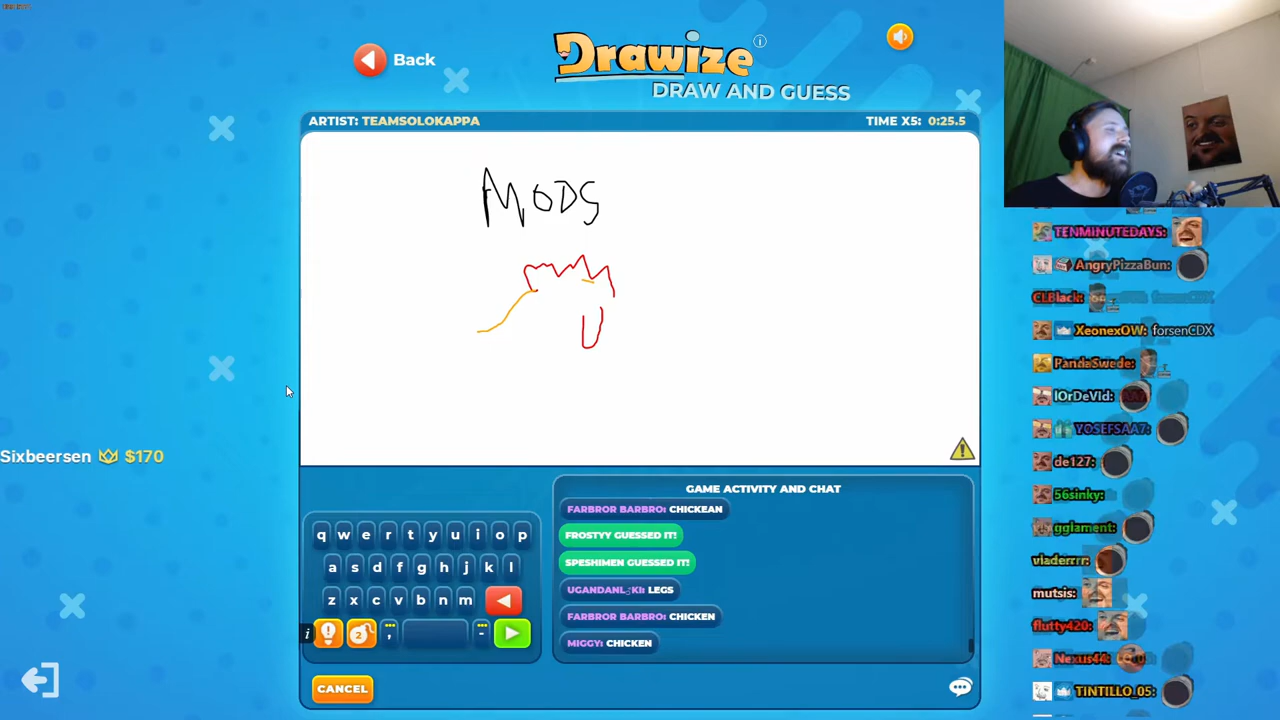 Back
Drawize
i
DRAW AND GUESS
ARTIST: TEAMSOLOKAPPA
TIME X5: 0:25.5
MODS
Sixbeersen $170
GAME ACTIVITY AND CHAT
FARBROR BARBRO: CHICKEAN
FROSTYY GUESSED IT!
SPESHIMEN GUESSED IT!
LEGS
FARBROR BARBRO: CHICKEN
MIGGY: CHICKEN
q w e r t y u i o p
a s d f g h j k l
z x c v b n m
i 2 , -
CANCEL
TENMINUTEDAYS:
AngryPizzaBun:
CLBlack:
XeonexOW: forsenCDX
PandaSwede:
YOSEFSAA7:
de127:
56sinky:
gglament:
vladerrrr:
mutsis:
flutty420:
Nexus44:
TINTILLO_05: